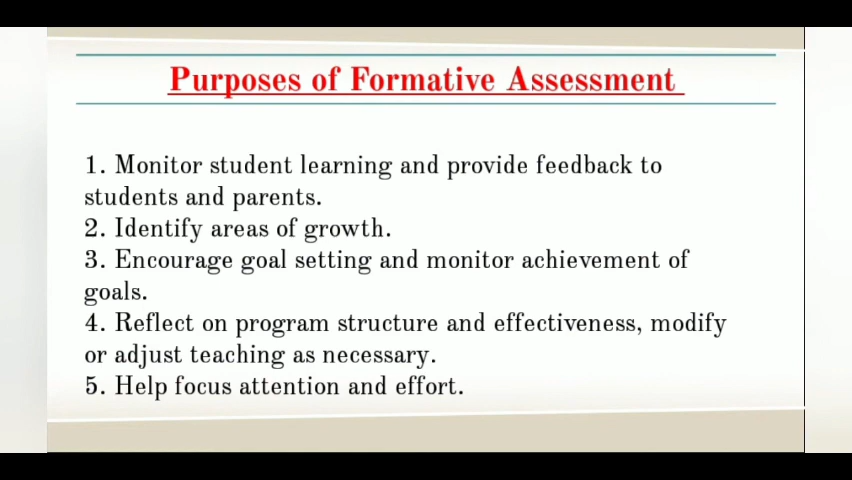 Purposes of Formative Assessment
1. Monitor student learning and provide feedback to
students and parents.
2. Identify areas of growth.
3. Encourage goal setting and monitor achievement of
goals.
4. Reflect on program structure and effectiveness, modify
or adjust teaching as necessary.
5. Help focus attention and effort.